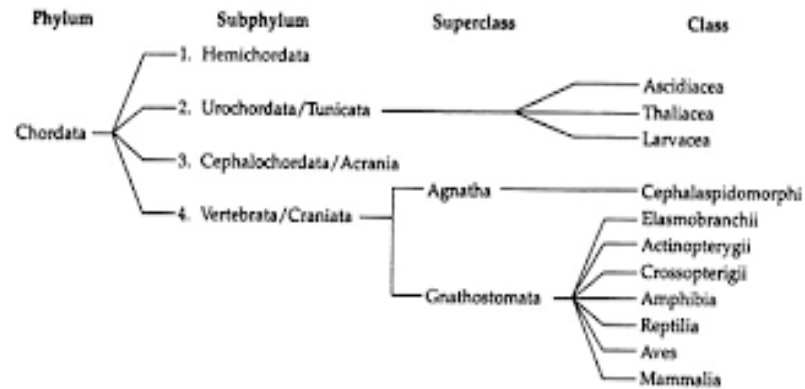 Phylum Subphylum Superclass Class
1. Hemichordata
Ascidiacea
2. Urochordata/Tunicata
Thaliacea
Larvacea
Chordata
3. Cephalochordata/Acrania
Agnatha
Cephalaspidomorphi
4. Vertebrata/Craniata
Elasmobranchii
Actinopterygii
Crossopterigii
Gnathostomata
Amphibia
Reptilia
Aves
Mammalia